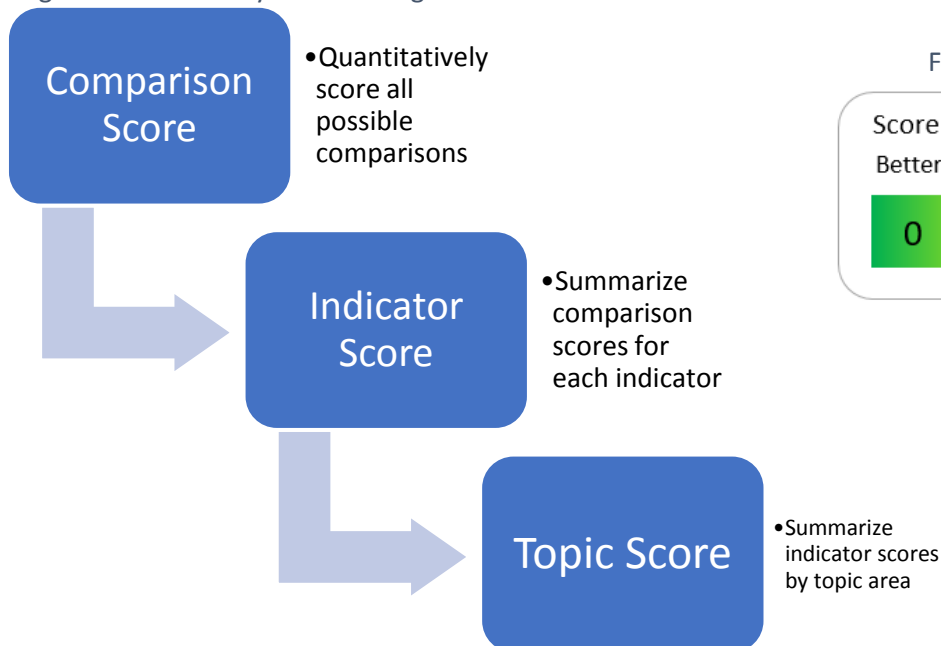 Comparison
Score
•Quantitatively
score all
possible
comparisons
F
Score
Better
0
Indicator
Score
•Summarize
comparison
scores for
each indicator
Topic Score
•Summarize
indicator scores
by topic area